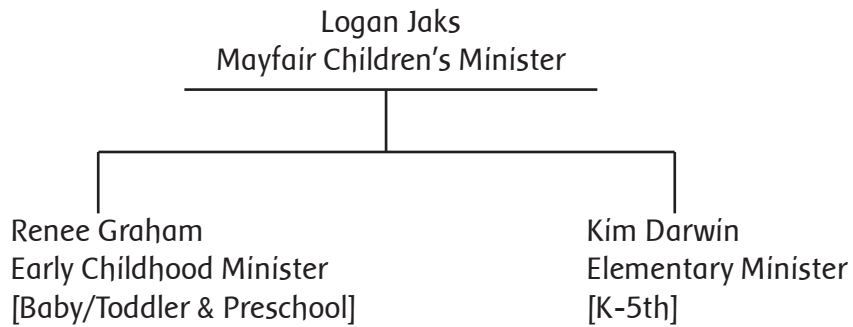 Logan Jaks
Mayfair Children's Minister
Renee Graham
Early Childhood Minister
[Baby/Toddler & Preschool]
Kim Darwin
Elementary Minister
[K-5th]